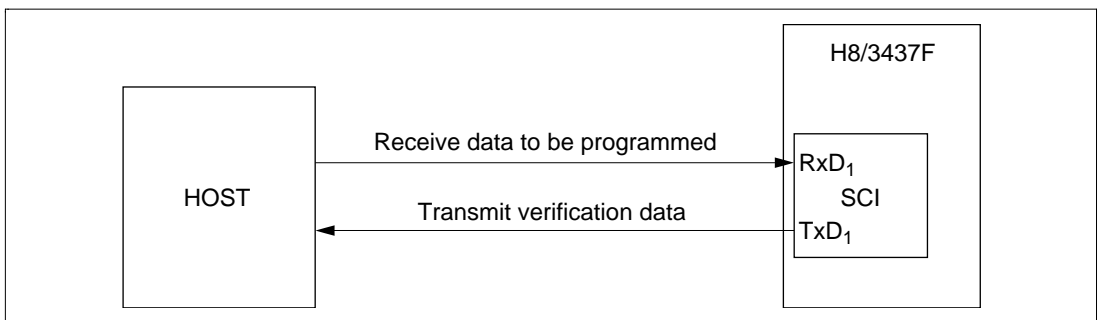 H8/3437F
Receive data to be programmed
RxD₁
HOST
SCI
Transmit verification data
TxD₁